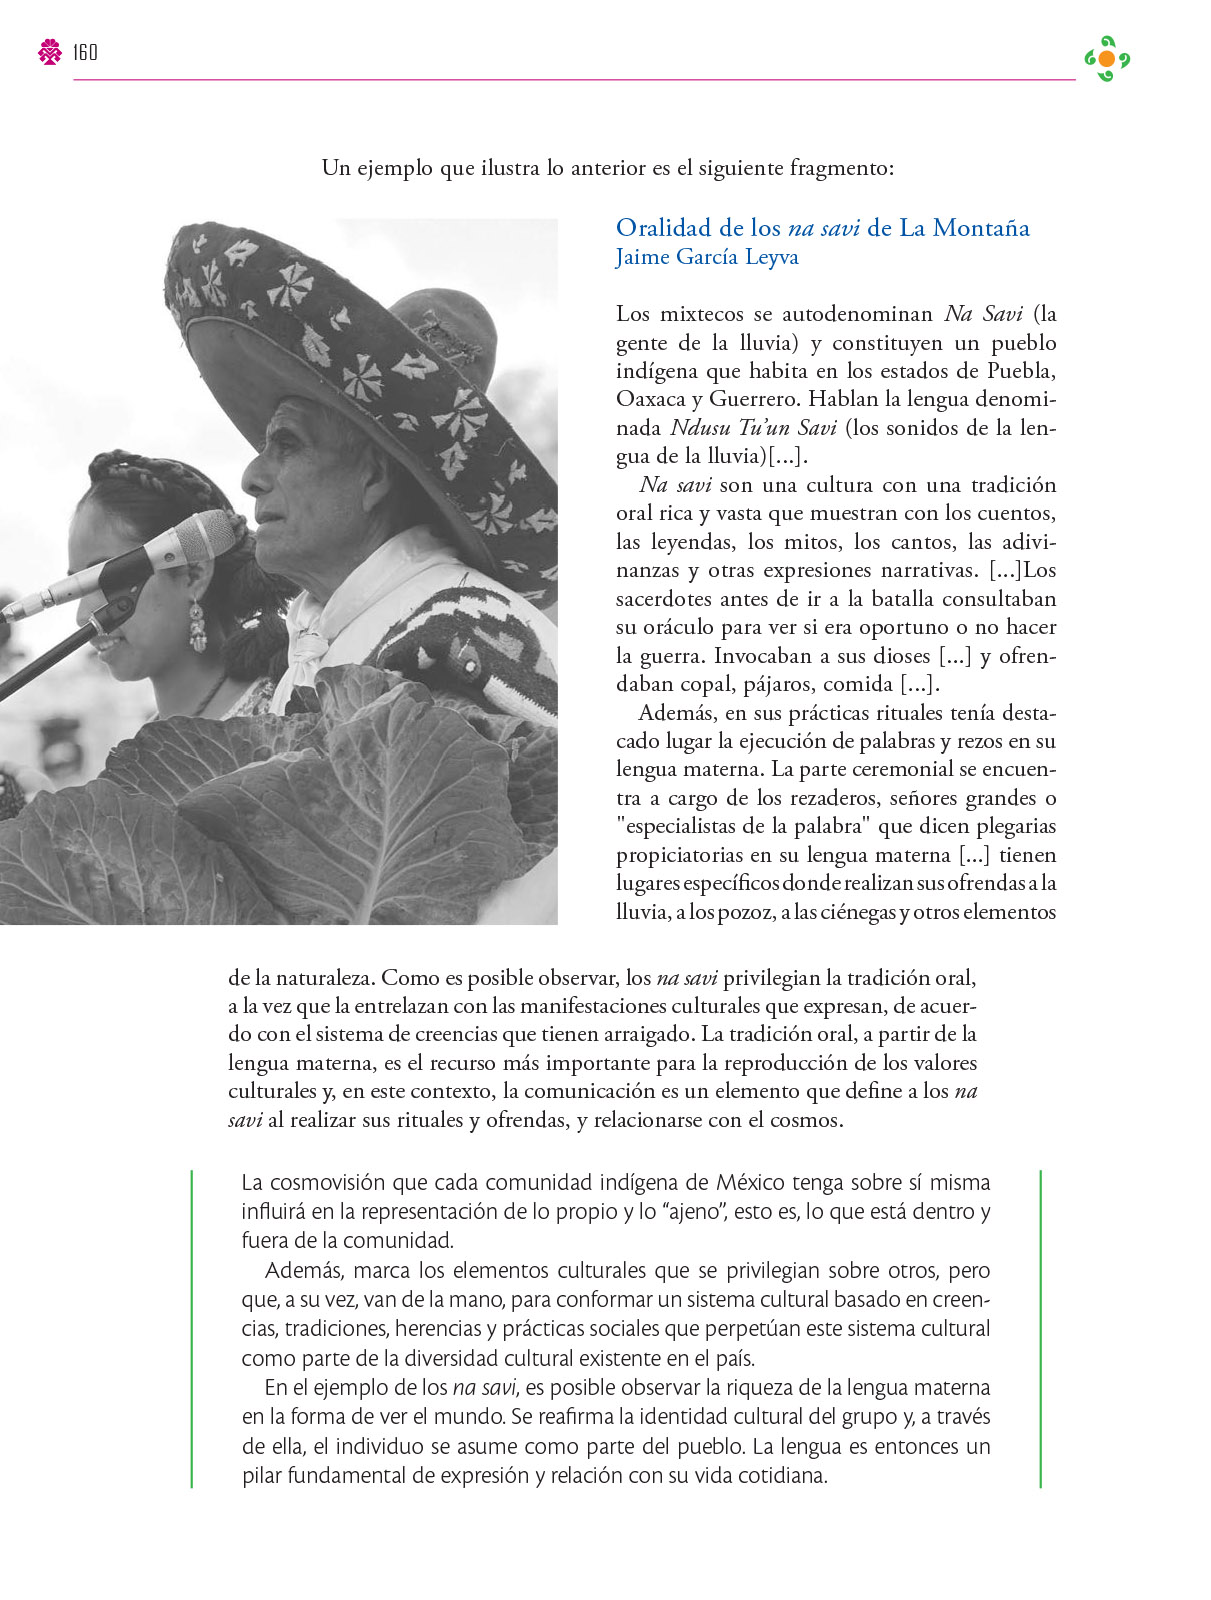 160
Un ejemplo que ilustra lo anterior es el siguiente fragmento:
Oralidad de los na savi de La Montaña
Jaime García Leyva
Los mixtecos se autodenominan Na Savi (la
gente de la lluvia) y constituyen un pueblo
indígena que habita en los estados de Puebla,
Oaxaca y Guerrero. Hablan la lengua denomi-
nada Ndusu Tu’un Savi (los sonidos de la len-
gua de la lluvia)[...].
Na savi son una cultura con una tradición
oral rica y vasta que muestran con los cuentos,
las leyendas, los mitos, los cantos, las adivi-
nanzas y otras expresiones narrativas. [...]Los
sacerdotes antes de ir a la batalla consultaban
su oráculo para ver si era oportuno o no hacer
la guerra. Invocaban a sus dioses [...] y ofren-
daban copal, pájaros, comida [...].
Además, en sus prácticas rituales tenía desta-
cado lugar la ejecución de palabras y rezos en su
lengua materna. La parte ceremonial se encuen-
tra a cargo de los rezaderos, señores grandes o
"especialistas de la palabra" que dicen plegarias
propiciatorias en su lengua materna [...] tienen
lugares específicos donde realizan sus ofrendas a la
lluvia, a los pozoz, a las ciénegas y otros elementos
de la naturaleza. Como es posible observar, los na savi privilegian la tradición oral,
a la vez que la entrelazan con las manifestaciones culturales que expresan, de acuer-
do con el sistema de creencias que tienen arraigado. La tradición oral, a partir de la
lengua materna, es el recurso más importante para la reproducción de los valores
culturales y, en este contexto, la comunicación es un elemento que define a los na
savi al realizar sus rituales y ofrendas, y relacionarse con el cosmos.
La cosmovisión que cada comunidad indígena de México tenga sobre sí misma
influirá en la representación de lo propio y lo “ajeno”, esto es, lo que está dentro y
fuera de la comunidad.
Además, marca los elementos culturales que se privilegian sobre otros, pero
que, a su vez, van de la mano, para conformar un sistema cultural basado en creen-
cias, tradiciones, herencias y prácticas sociales que perpetúan este sistema cultural
como parte de la diversidad cultural existente en el país.
En el ejemplo de los na savi, es posible observar la riqueza de la lengua materna
en la forma de ver el mundo. Se reafirma la identidad cultural del grupo y, a través
de ella, el individuo se asume como parte del pueblo. La lengua es entonces un
pilar fundamental de expresión y relación con su vida cotidiana.